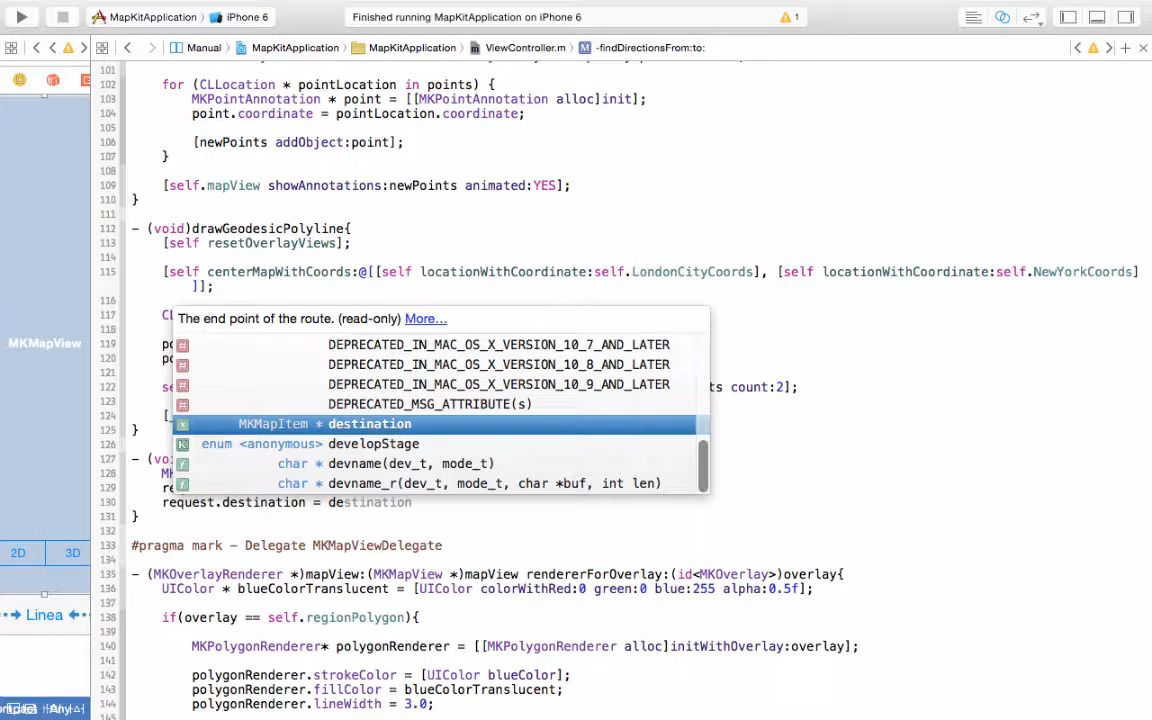 MapKitApplication iPhone 6 Finished running MapKitApplication on iPhone 6 1
Manual MapKitApplication MapKitApplication ViewController.m M -findDirectionsFrom:to:
101
102 for (CLLocation * pointLocation in points) {
103 MKPointAnnotation * point = [[MKPointAnnotation alloc]init];
104 point.coordinate = pointLocation.coordinate;
105
106 [newPoints addObject:point];
107 }
108
109 [self.mapView showAnnotations:newPoints animated:YES];
110 }
111
112 - (void)drawGeodesicPolyline{
113 [self resetOverlayViews];
114
115 [self centerMapWithCoords:@[[self locationWithCoordinate:self.LondonCityCoords], [self locationWithCoordinate:self.NewYorkCoords]
]];
116
117 CL
The end point of the route. (read-only) More...
118
MKMapView
119 po
# DEPRECATED_IN_MAC_OS_X_VERSION_10_7_AND_LATER
120 po
# DEPRECATED_IN_MAC_OS_X_VERSION_10_8_AND_LATER
121
# DEPRECATED_IN_MAC_OS_X_VERSION_10_9_AND_LATER
122 se ts count:2];
123
# DEPRECATED_MSG_ATTRIBUTE(s)
124 [
MKMapItem * destination
125 }
126
K enum <anonymous> developStage
127 - (vo
f char * devname(dev_t, mode_t)
128 M
f char * devname_r(dev_t, mode_t, char *buf, int len)
129 re
130 request.destination = destination
131 }
132
133 #pragma mark - Delegate MKMapViewDelegate
134
135 - (MKOverlayRenderer *)mapView:(MKMapView *)mapView rendererForOverlay:(id<MKOverlay>)overlay{
136 UIColor * blueColorTranslucent = [UIColor colorWithRed:0 green:0 blue:255 alpha:0.5f];
137
138 if(overlay == self.regionPolygon){
139
140 MKPolygonRenderer* polygonRenderer = [[MKPolygonRenderer alloc]initWithOverlay:overlay];
141
142 polygonRenderer.strokeColor = [UIColor blueColor];
143 polygonRenderer.fillColor = blueColorTranslucent;
144 polygonRenderer.lineWidth = 3.0;
145
2D 3D
Linea
Any